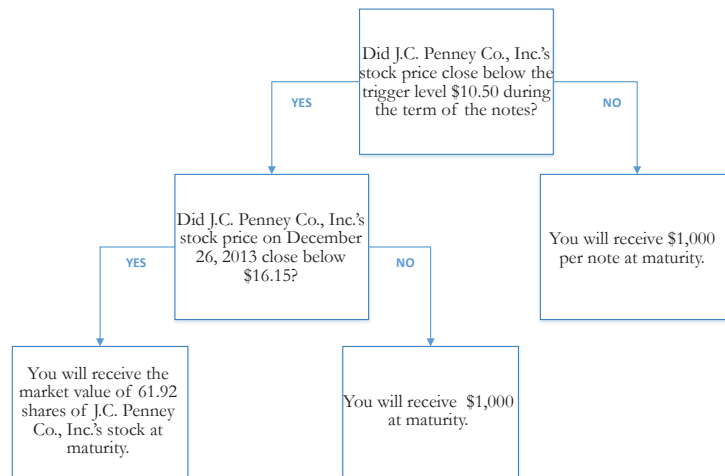 Did J.C. Penney Co., Inc.'s
stock price close below the
trigger level $10.50 during
the term of the notes?
YES
NO
Did J.C. Penney Co., Inc.'s
stock price on December
26, 2013 close below
$16.15?
You will receive $1,000
per note at maturity.
YES
NO
You will receive the
market value of 61.92
shares of J.C. Penney
Co., Inc.'s stock at
maturity.
You will receive $1,000
at maturity.